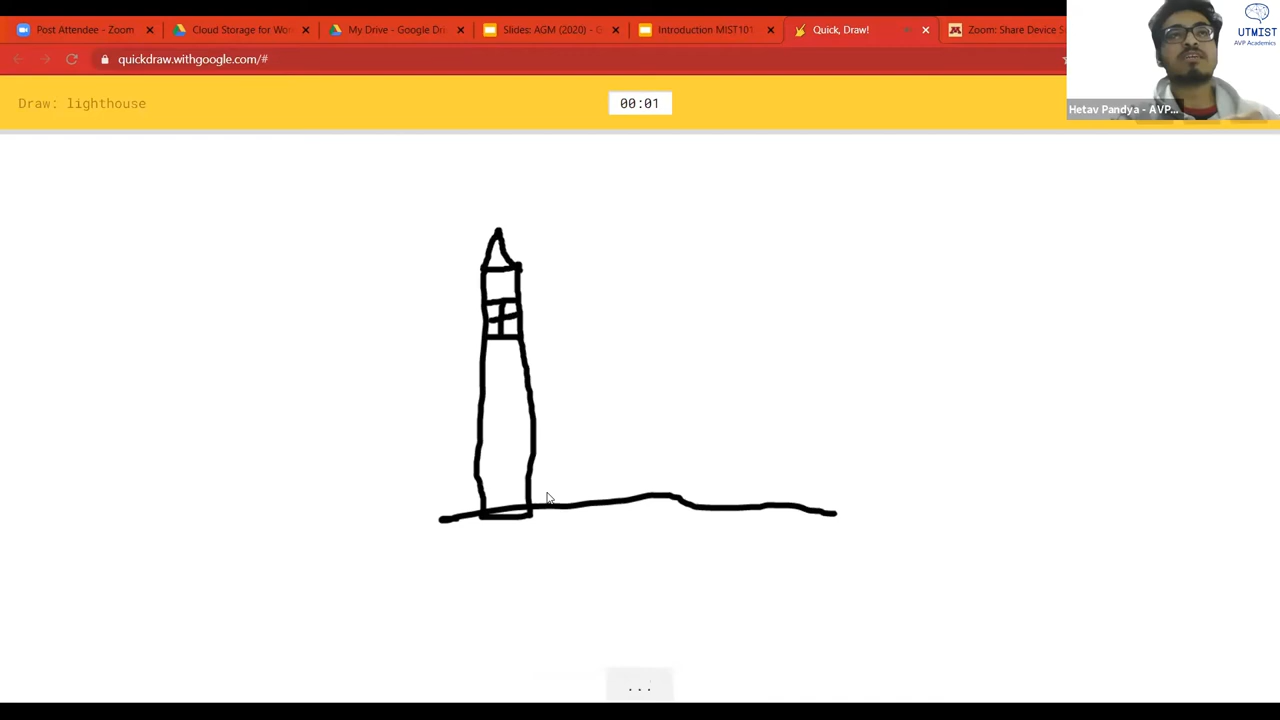 Post Attendee - Zoom
Cloud Storage for Wor
My Drive - Google Dri
Slides: AGM (2020) - G
Introduction MIST101
Quick, Draw!
Zoom: Share Device S
UTMIST
AVP Academics
quickdraw.withgoogle.com/#
Draw: lighthouse
00:01
Hetav Pandya - AVP...
...